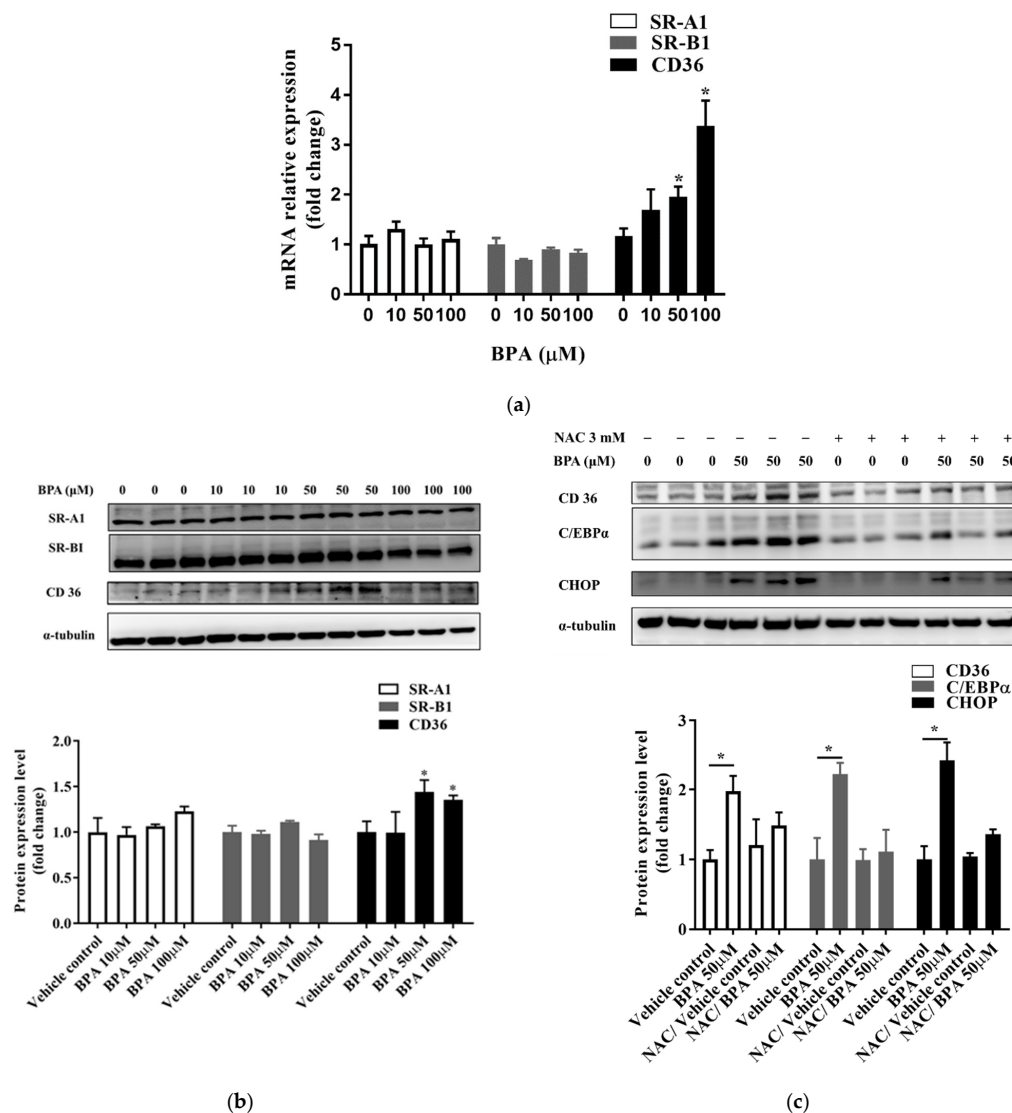 SR-A1
SR-B1
CD36
mRNA relative expression
(fold change)
5
4
3
2
1
0
* *
0 10 50 100 0 10 50 100 0 10 50 100
BPA (μM)
(a)
BPA (μM) 0 0 0 10 10 10 50 50 50 100 100 100
SR-A1
SR-BI
CD 36
α-tubulin
SR-A1
SR-B1
CD36
Protein expression level
(fold change)
2.0
1.5
1.0
0.5
0.0
* *
Vehicle control
BPA 10μM
BPA 50μM
BPA 100μM
Vehicle control
BPA 10μM
BPA 50μM
BPA 100μM
Vehicle control
BPA 10μM
BPA 50μM
BPA 100μM
(b)
NAC 3 mM − − − − − − + + + + + +
BPA (μM) 0 0 0 50 50 50 0 0 0 50 50 50
CD 36
C/EBPα
CHOP
α-tubulin
CD36
C/EBPα
CHOP
Protein expression level
(fold change)
3
2
1
0
* * *
Vehicle control
BPA 50μM
NAC/ Vehicle control
NAC/ BPA 50μM
Vehicle control
BPA 50μM
NAC/ Vehicle control
NAC/ BPA 50μM
Vehicle control
BPA 50μM
NAC/ Vehicle control
NAC/ BPA 50μM
(c)